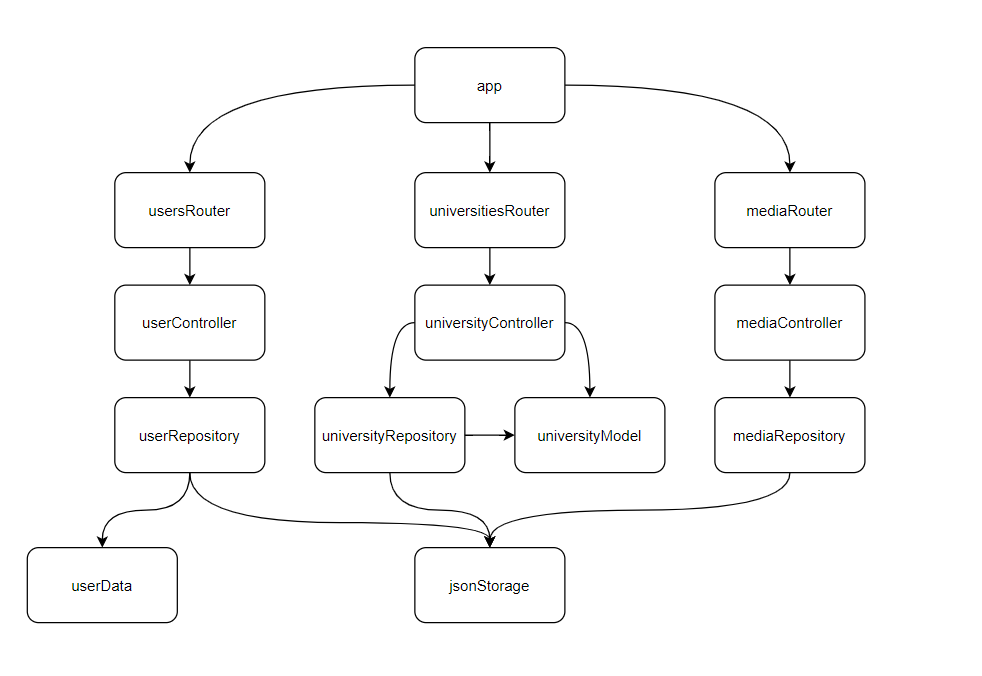 app
usersRouter
universitiesRouter
mediaRouter
userController
universityController
mediaController
userRepository
universityRepository
universityModel
mediaRepository
userData
jsonStorage